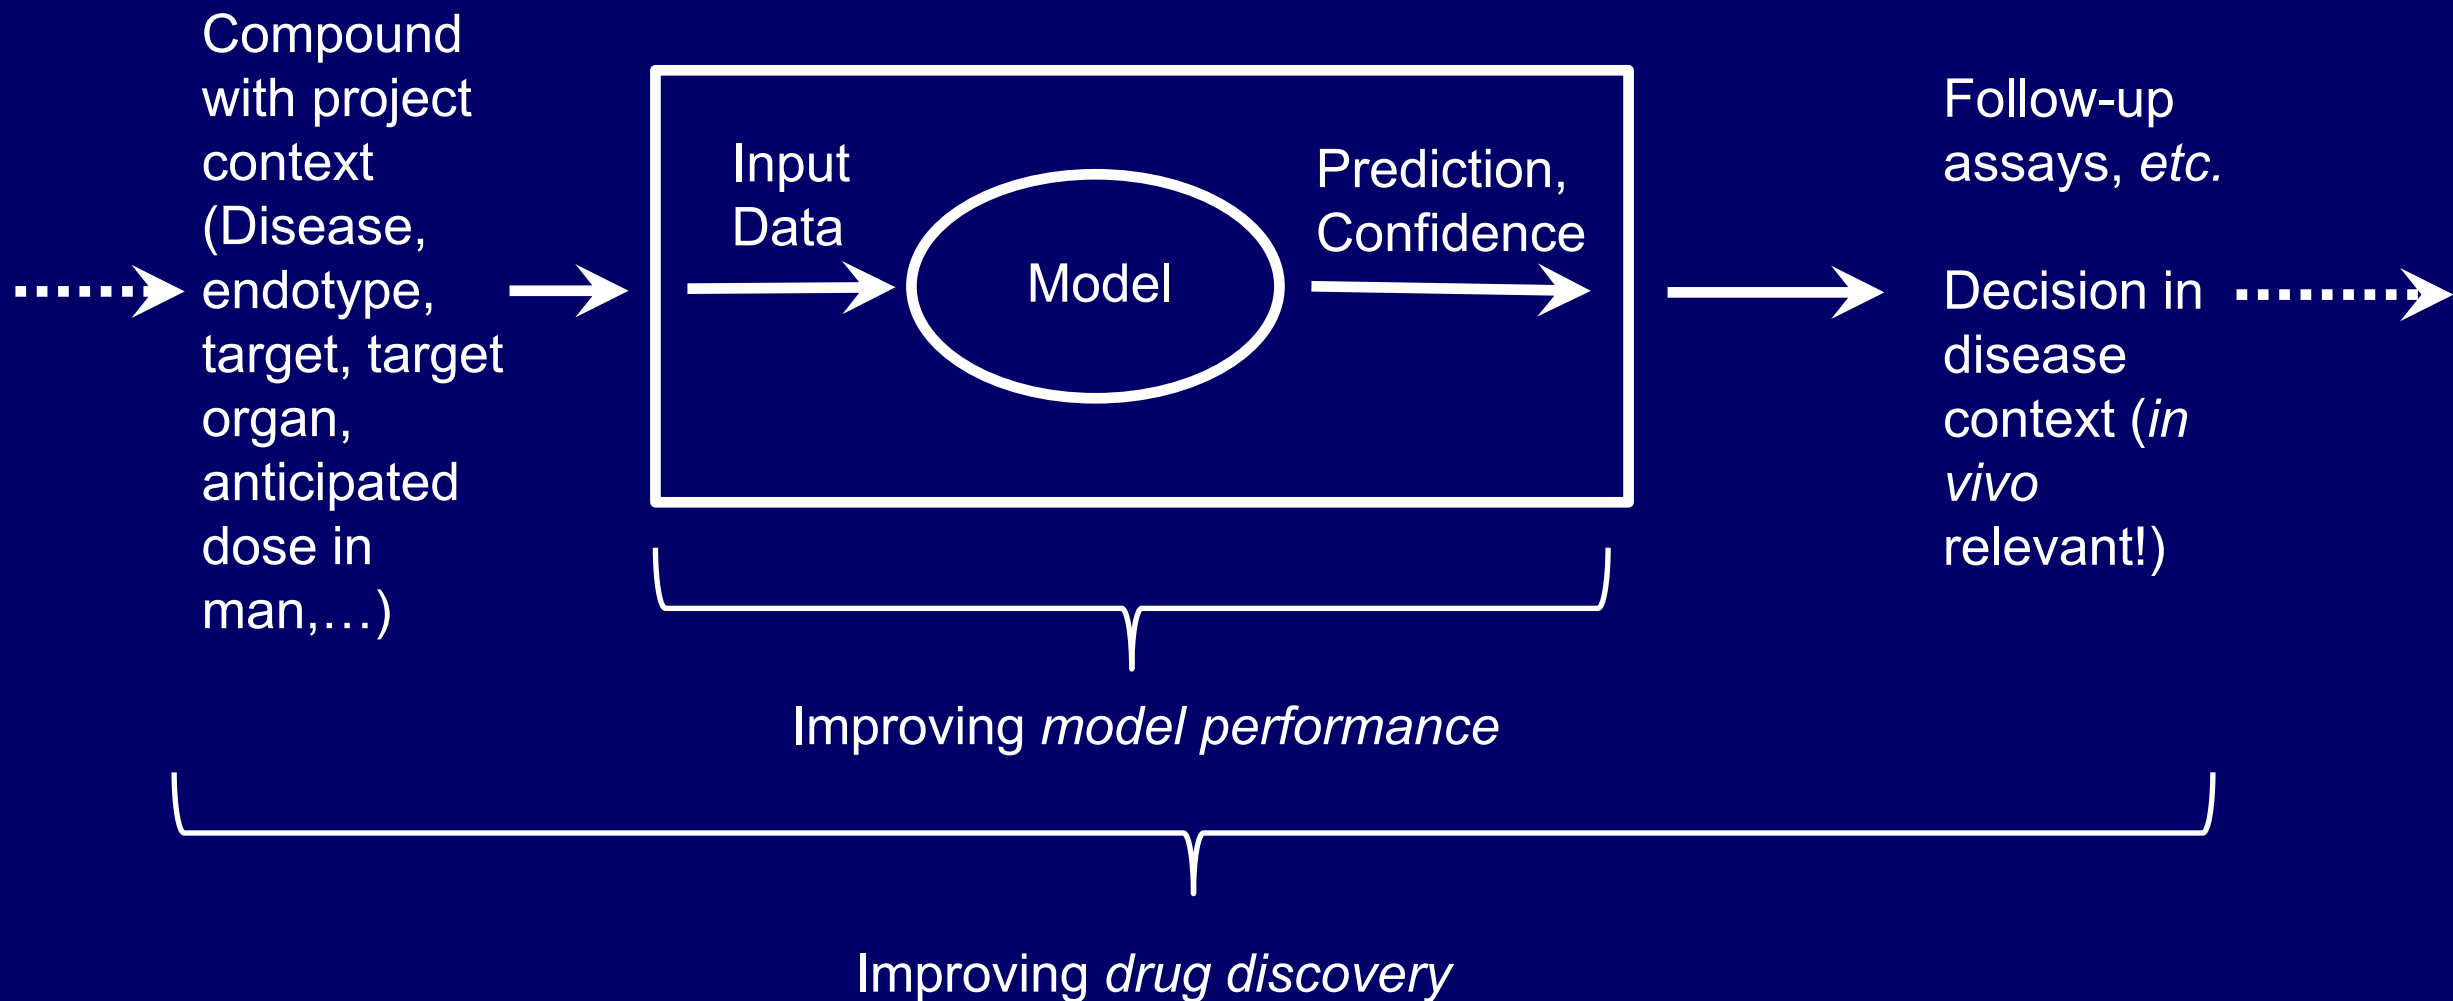 Compound
with project
context
(Disease,
endotype,
target, target
organ,
anticipated
dose in
man,…)
Input
Data
Model
Prediction,
Confidence
Follow-up
assays, etc.
Decision in
disease
context (in
vivo
relevant!)
Improving model performance
Improving drug discovery